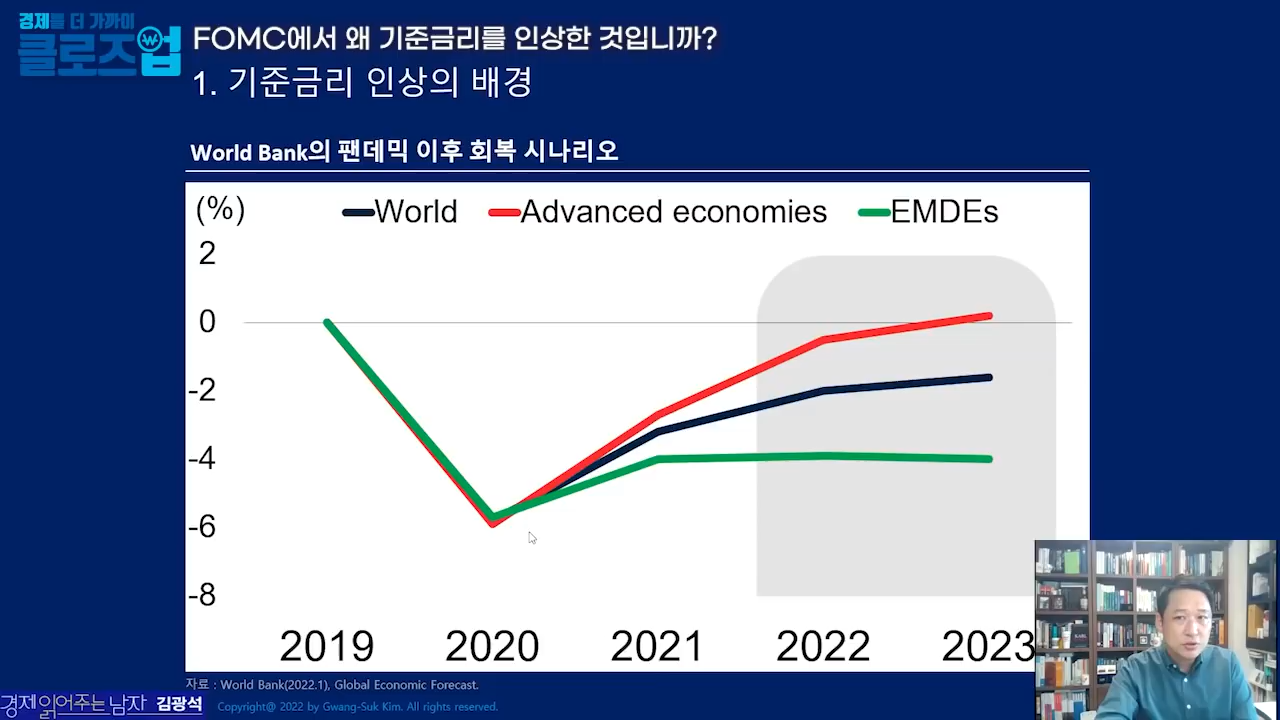 경제를 더 가까이
클로즈업
FOMC에서 왜 기준금리를 인상한 것입니까?
1. 기준금리 인상의 배경
World Bank의 팬데믹 이후 회복 시나리오
(%)
World Advanced economies EMDEs
2
0
-2
-4
-6
-8
2019 2020 2021 2022 2023
자료 : World Bank(2022.1), Global Economic Forecast.
경제 읽어주는 남자 김광석
Copyright@ 2022 by Gwang-Suk Kim. All rights reserved.